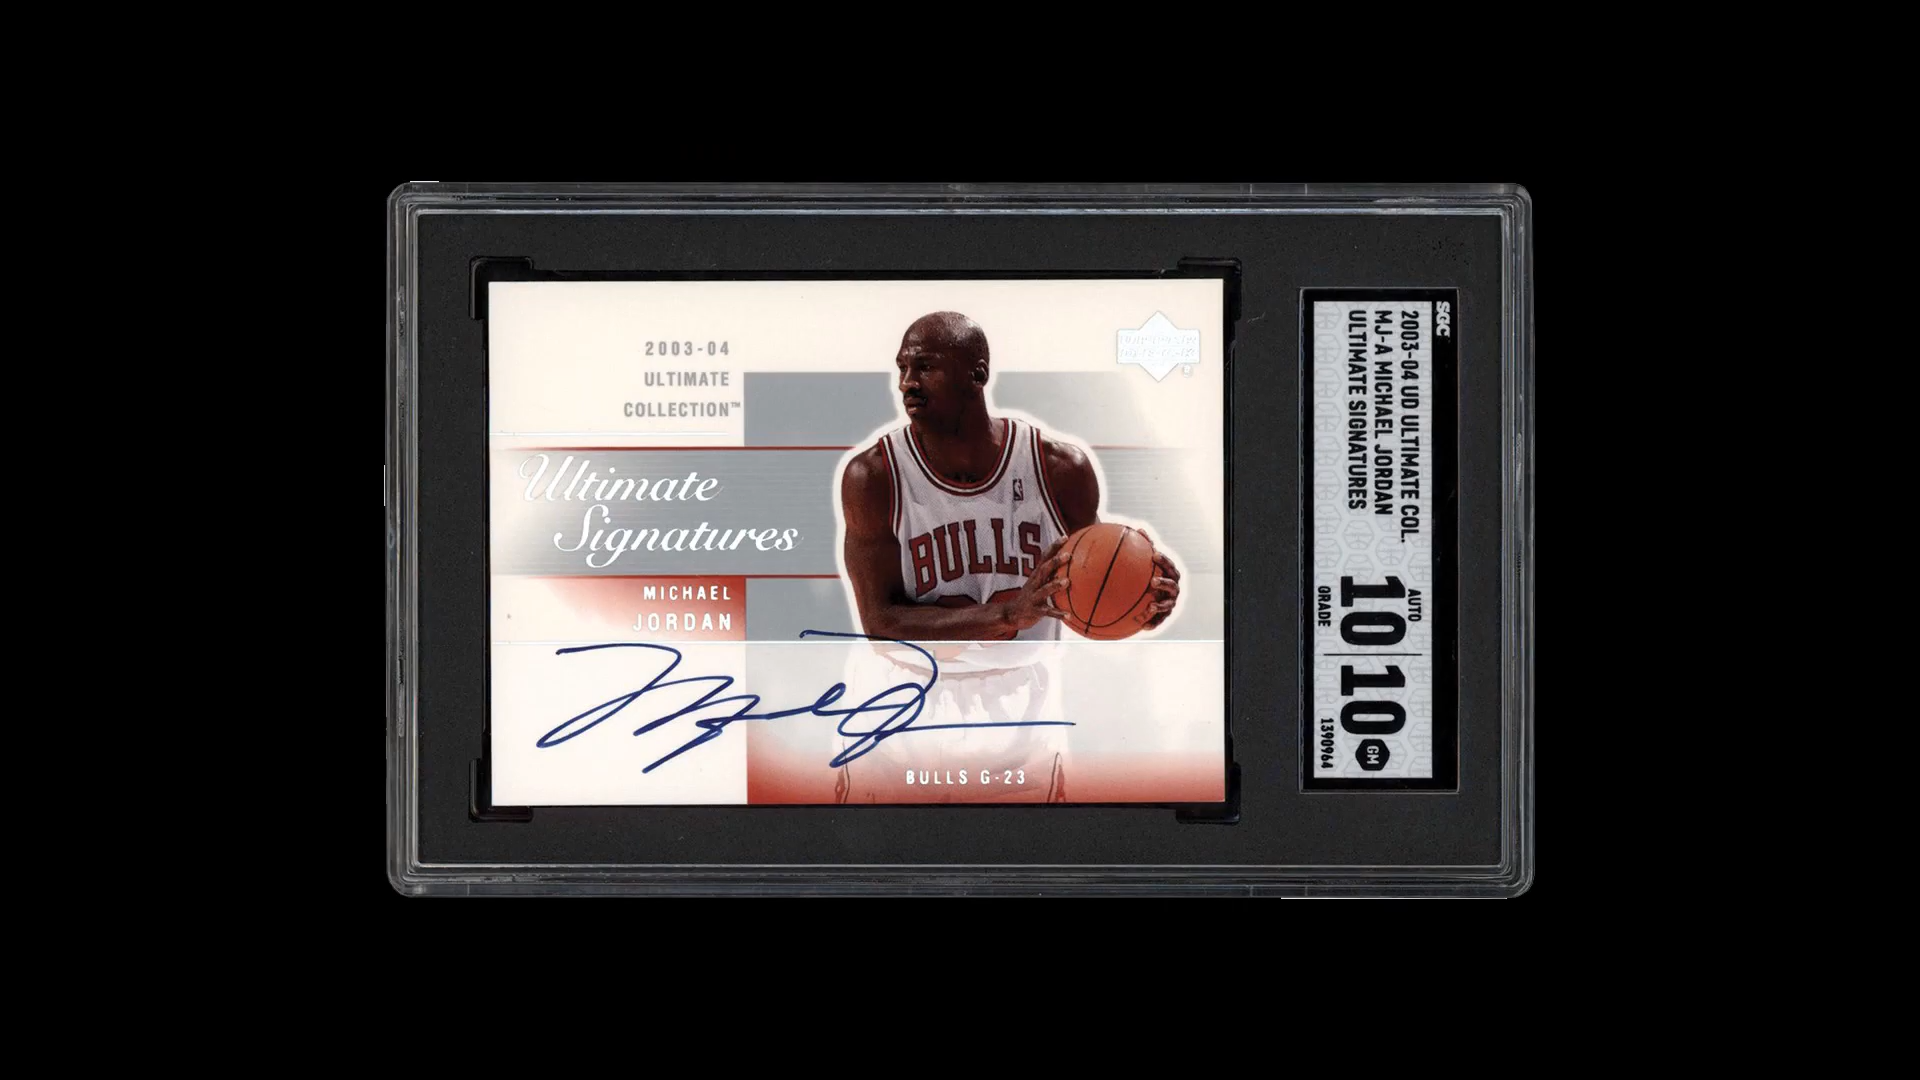 2003-04
ULTIMATE
COLLECTION™
Ultimate
Signatures
MICHAEL
JORDAN
BULLS
BULLS G-23
SGC
2003-04 UD ULTIMATE COL.
MJ-A MICHAEL JORDAN
ULTIMATE SIGNATURES
AUTO
10 10
GRADE
GM
1390964